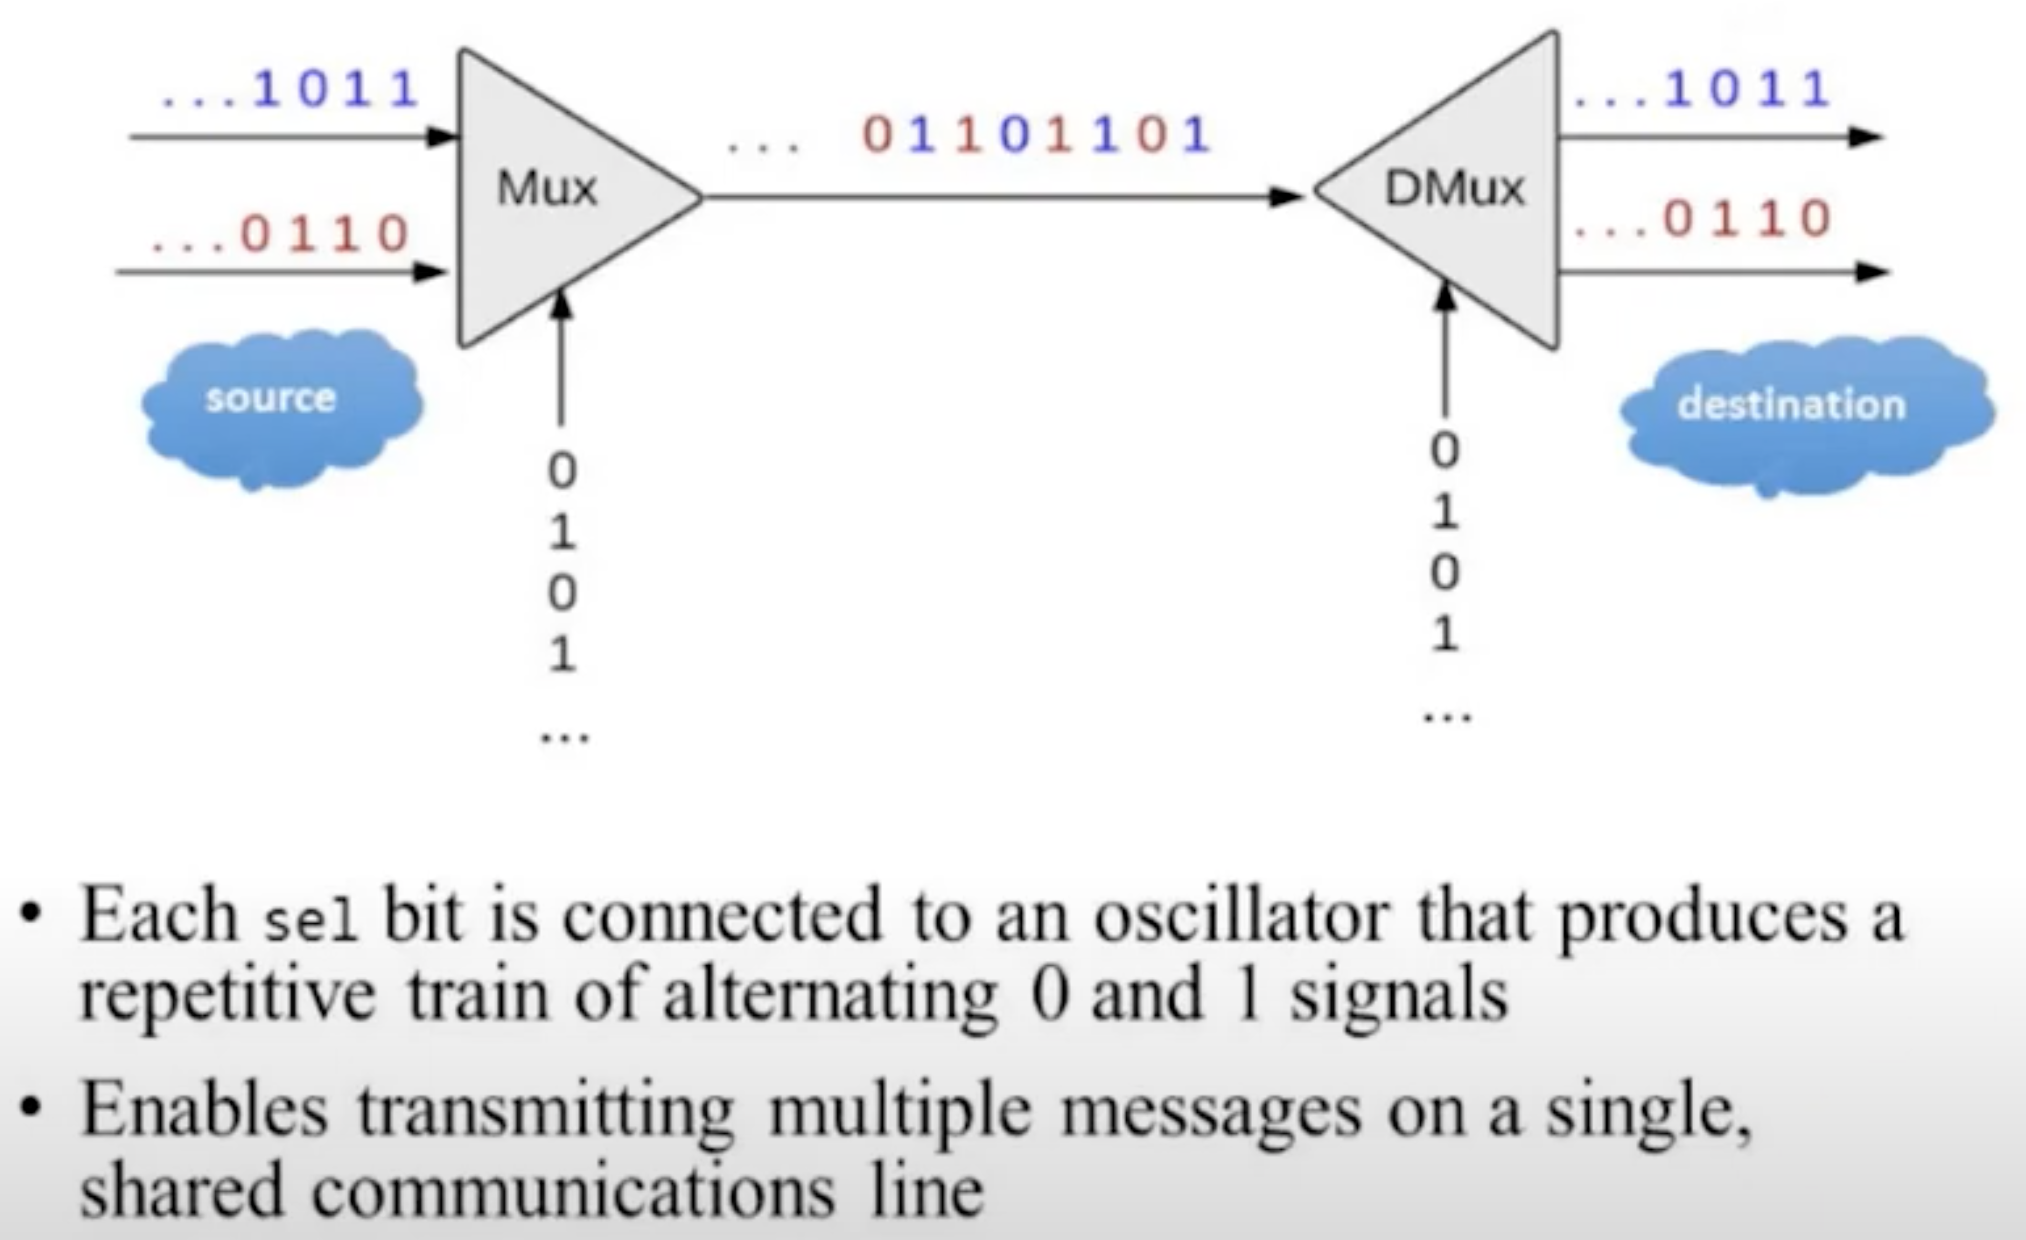 ...1011
...0110
Mux
... 01101101
DMux
...1011
...0110
source
destination
0
1
0
1
...
0
1
0
1
...
• Each sel bit is connected to an oscillator that produces a
repetitive train of alternating 0 and 1 signals
• Enables transmitting multiple messages on a single,
shared communications line